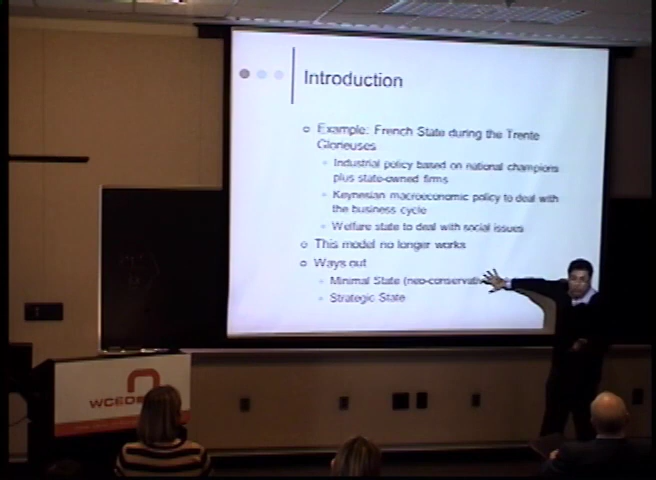 Introduction
Example: French State during the Trente
Glorieuses
Industrial policy based on national champions
plus state-owned firms
Keynesian macroeconomic policy to deal with
the business cycle
Welfare state to deal with social issues
This model no longer works
Ways out
Minimal State (neo-conservati
Strategic State
WCED